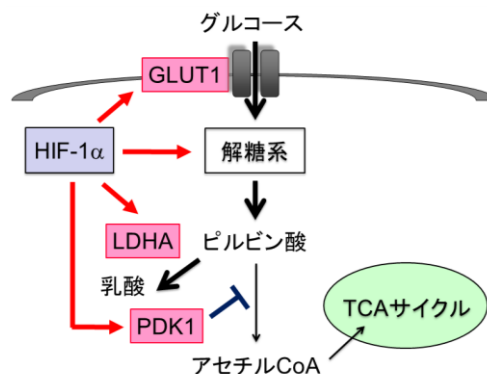 グルコース
GLUT1
HIF-1α
解糖系
LDHA
ピルビン酸
乳酸
PDK1
TCAサイクル
アセチルCoA